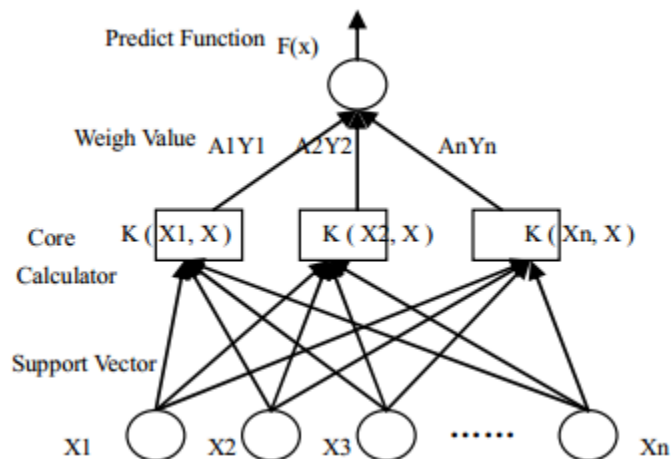 Predict Function F(x)
Weigh Value A1Y1 A2Y2 AnYn
Core K ( X1, X ) K ( X2, X ) K ( Xn, X )
Calculator
Support Vector
X1 X2 X3 ...... Xn